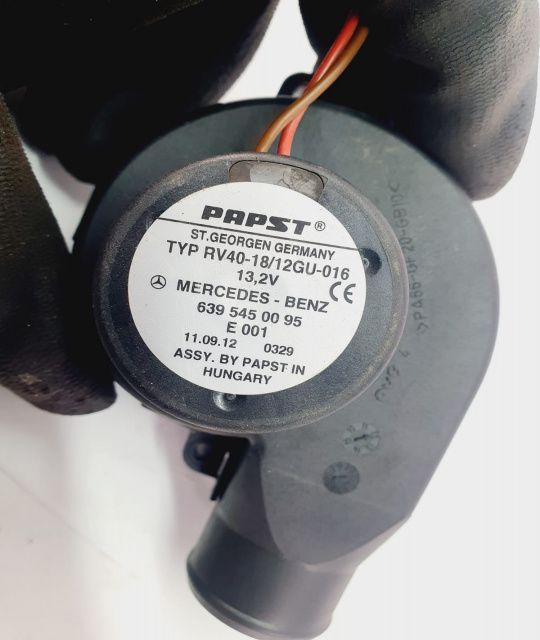 PAPST®
ST.GEORGEN GERMANY
TYP RV40-18/12GU-016
13,2V
CE
MERCEDES - BENZ
639 545 00 95
E 001
11.09.12 0329
ASSY. BY PAPST IN
HUNGARY